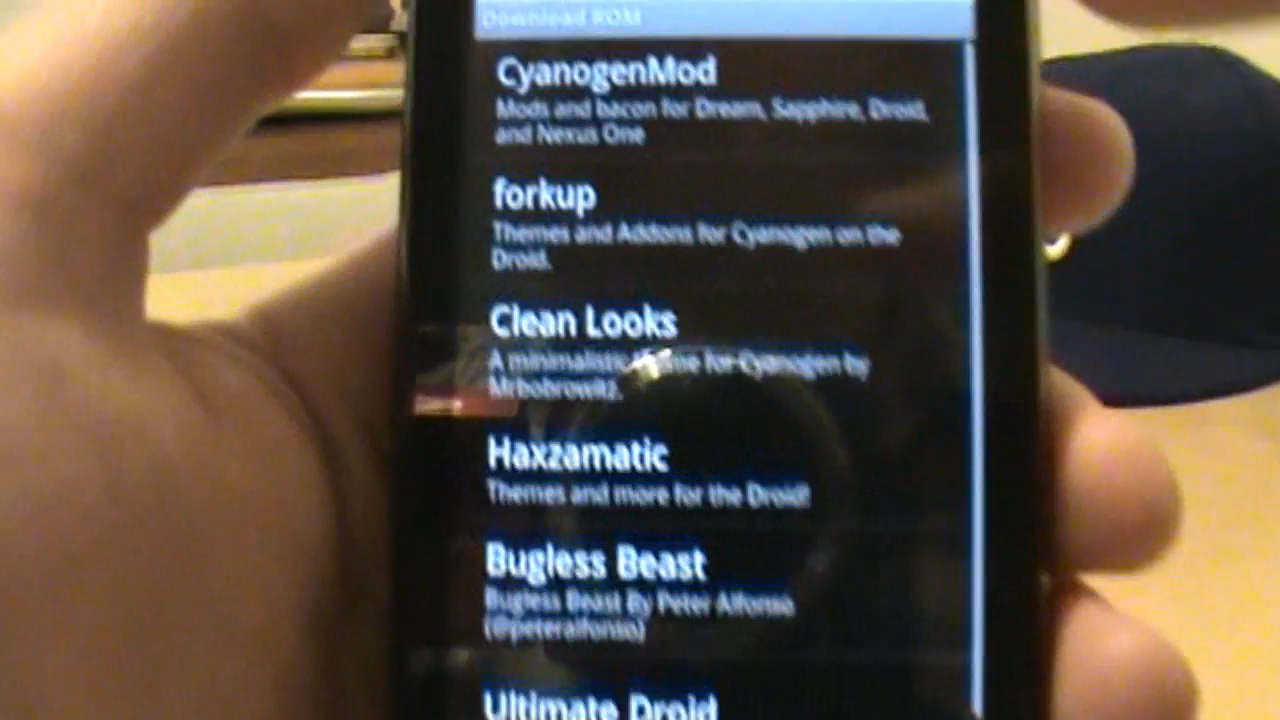 Download ROM
CyanogenMod
Mods and bacon for Dream, Sapphire, Droid,
and Nexus One
forkup
Themes and Addons for Cyanogen on the
Droid.
Clean Looks
A minimalistic theme for Cyanogen by
Mrbobrowitz.
Haxzamatic
Themes and more for the Droid!
Bugless Beast
Bugless Beast By Peter Alfonso
(@peteralfonso)
Ultimate Droid